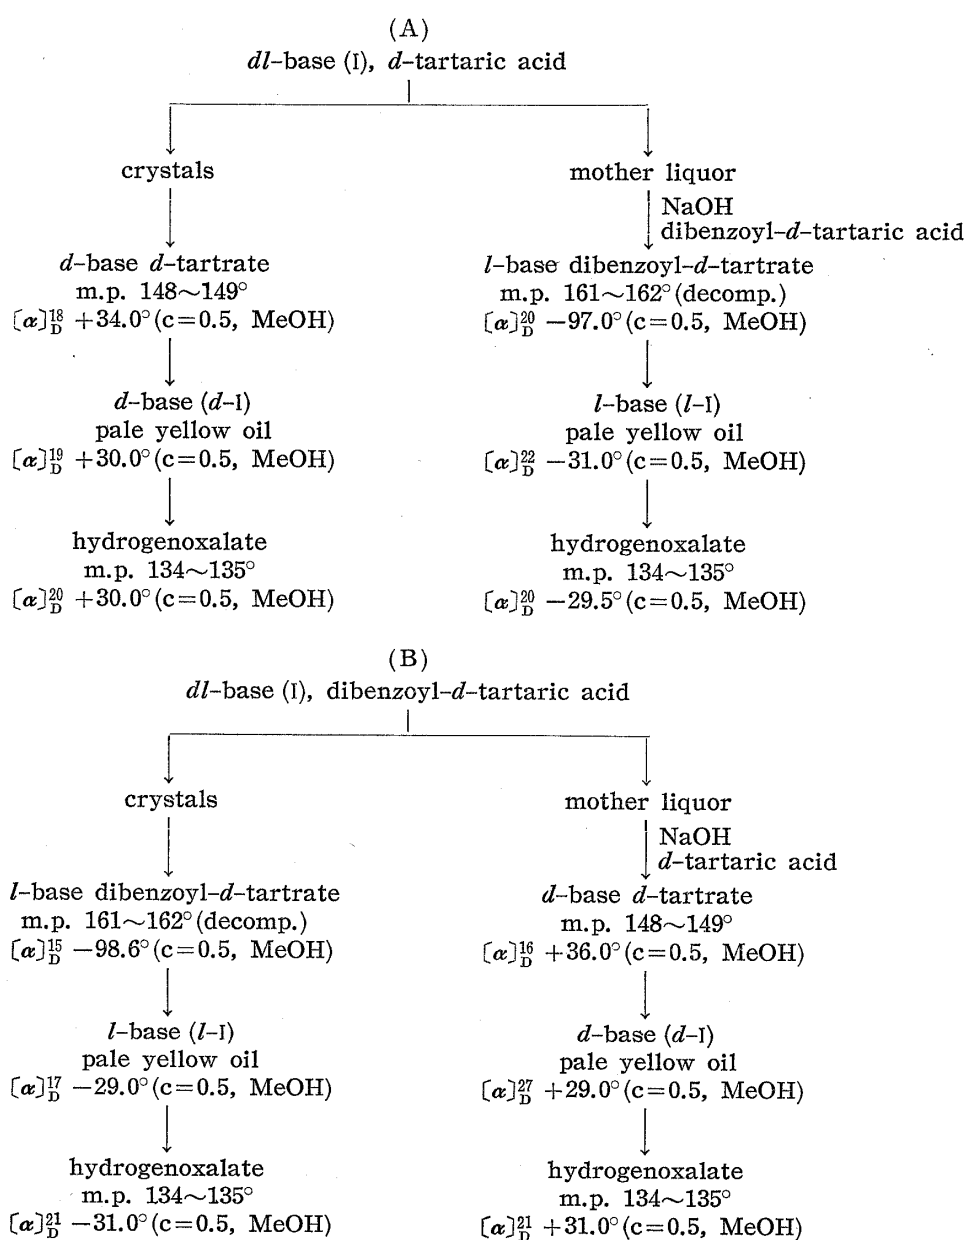 (A)
dl-base (I), d-tartaric acid
crystals
d-base d-tartrate
m.p. 148~149°
[α]18D +34.0° (c=0.5, MeOH)
d-base (d-I)
pale yellow oil
[α]19D +30.0° (c=0.5, MeOH)
hydrogenoxalate
m.p. 134~135°
[α]20D +30.0° (c=0.5, MeOH)
mother liquor
NaOH
dibenzoyl-d-tartaric acid
l-base dibenzoyl-d-tartrate
m.p. 161~162° (decomp.)
[α]20D −97.0° (c=0.5, MeOH)
l-base (l-I)
pale yellow oil
[α]22D −31.0° (c=0.5, MeOH)
hydrogenoxalate
m.p. 134~135°
[α]20D −29.5° (c=0.5, MeOH)
(B)
dl-base (I), dibenzoyl-d-tartaric acid
crystals
l-base dibenzoyl-d-tartrate
m.p. 161~162° (decomp.)
[α]15D −98.6° (c=0.5, MeOH)
l-base (l-I)
pale yellow oil
[α]17D −29.0° (c=0.5, MeOH)
hydrogenoxalate
m.p. 134~135°
[α]21D −31.0° (c=0.5, MeOH)
mother liquor
NaOH
d-tartaric acid
d-base d-tartrate
m.p. 148~149°
[α]16D +36.0° (c=0.5, MeOH)
d-base (d-I)
pale yellow oil
[α]27D +29.0° (c=0.5, MeOH)
hydrogenoxalate
m.p. 134~135°
[α]21D +31.0° (c=0.5, MeOH)